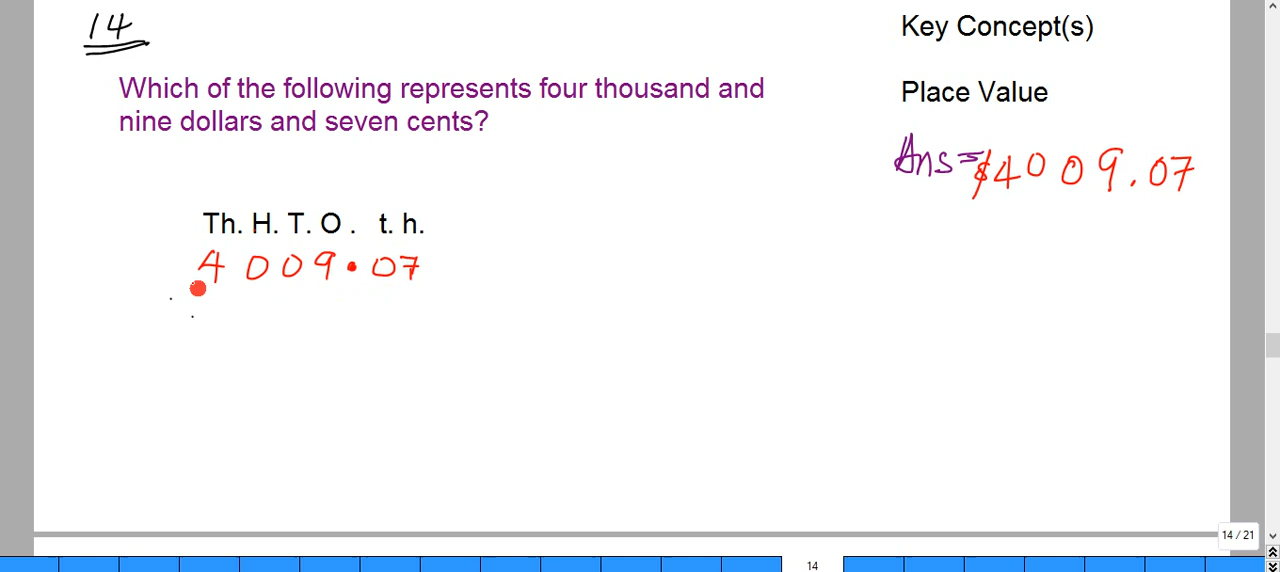 14
Which of the following represents four thousand and
nine dollars and seven cents?
Th. H. T. O . t. h.
4 0 0 9 . 0 7
Key Concept(s)
Place Value
Ans = $4 0 0 9 . 0 7
14 / 21
14